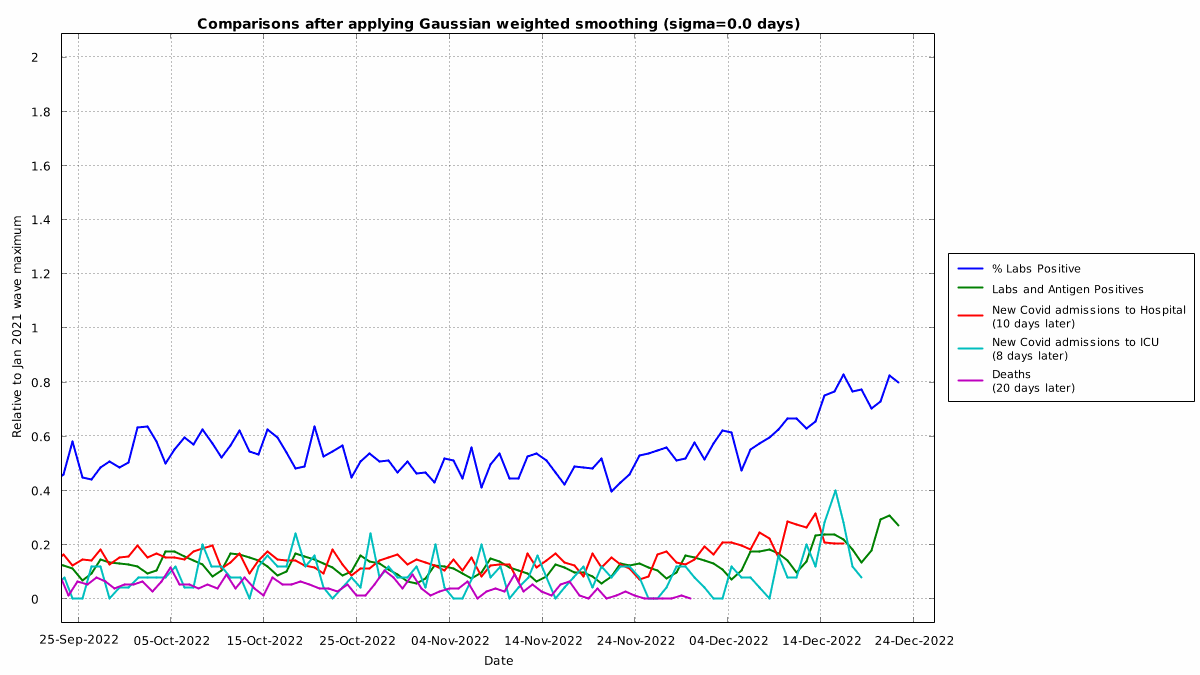 Comparisons after applying Gaussian weighted smoothing (sigma=0.0 days)
Relative to Jan 2021 wave maximum
2
1.8
1.6
1.4
1.2
1
0.8
0.6
0.4
0.2
0
25-Sep-2022 05-Oct-2022 15-Oct-2022 25-Oct-2022 04-Nov-2022 14-Nov-2022 24-Nov-2022 04-Dec-2022 14-Dec-2022 24-Dec-2022
Date
% Labs Positive
Labs and Antigen Positives
New Covid admissions to Hospital
(10 days later)
New Covid admissions to ICU
(8 days later)
Deaths
(20 days later)